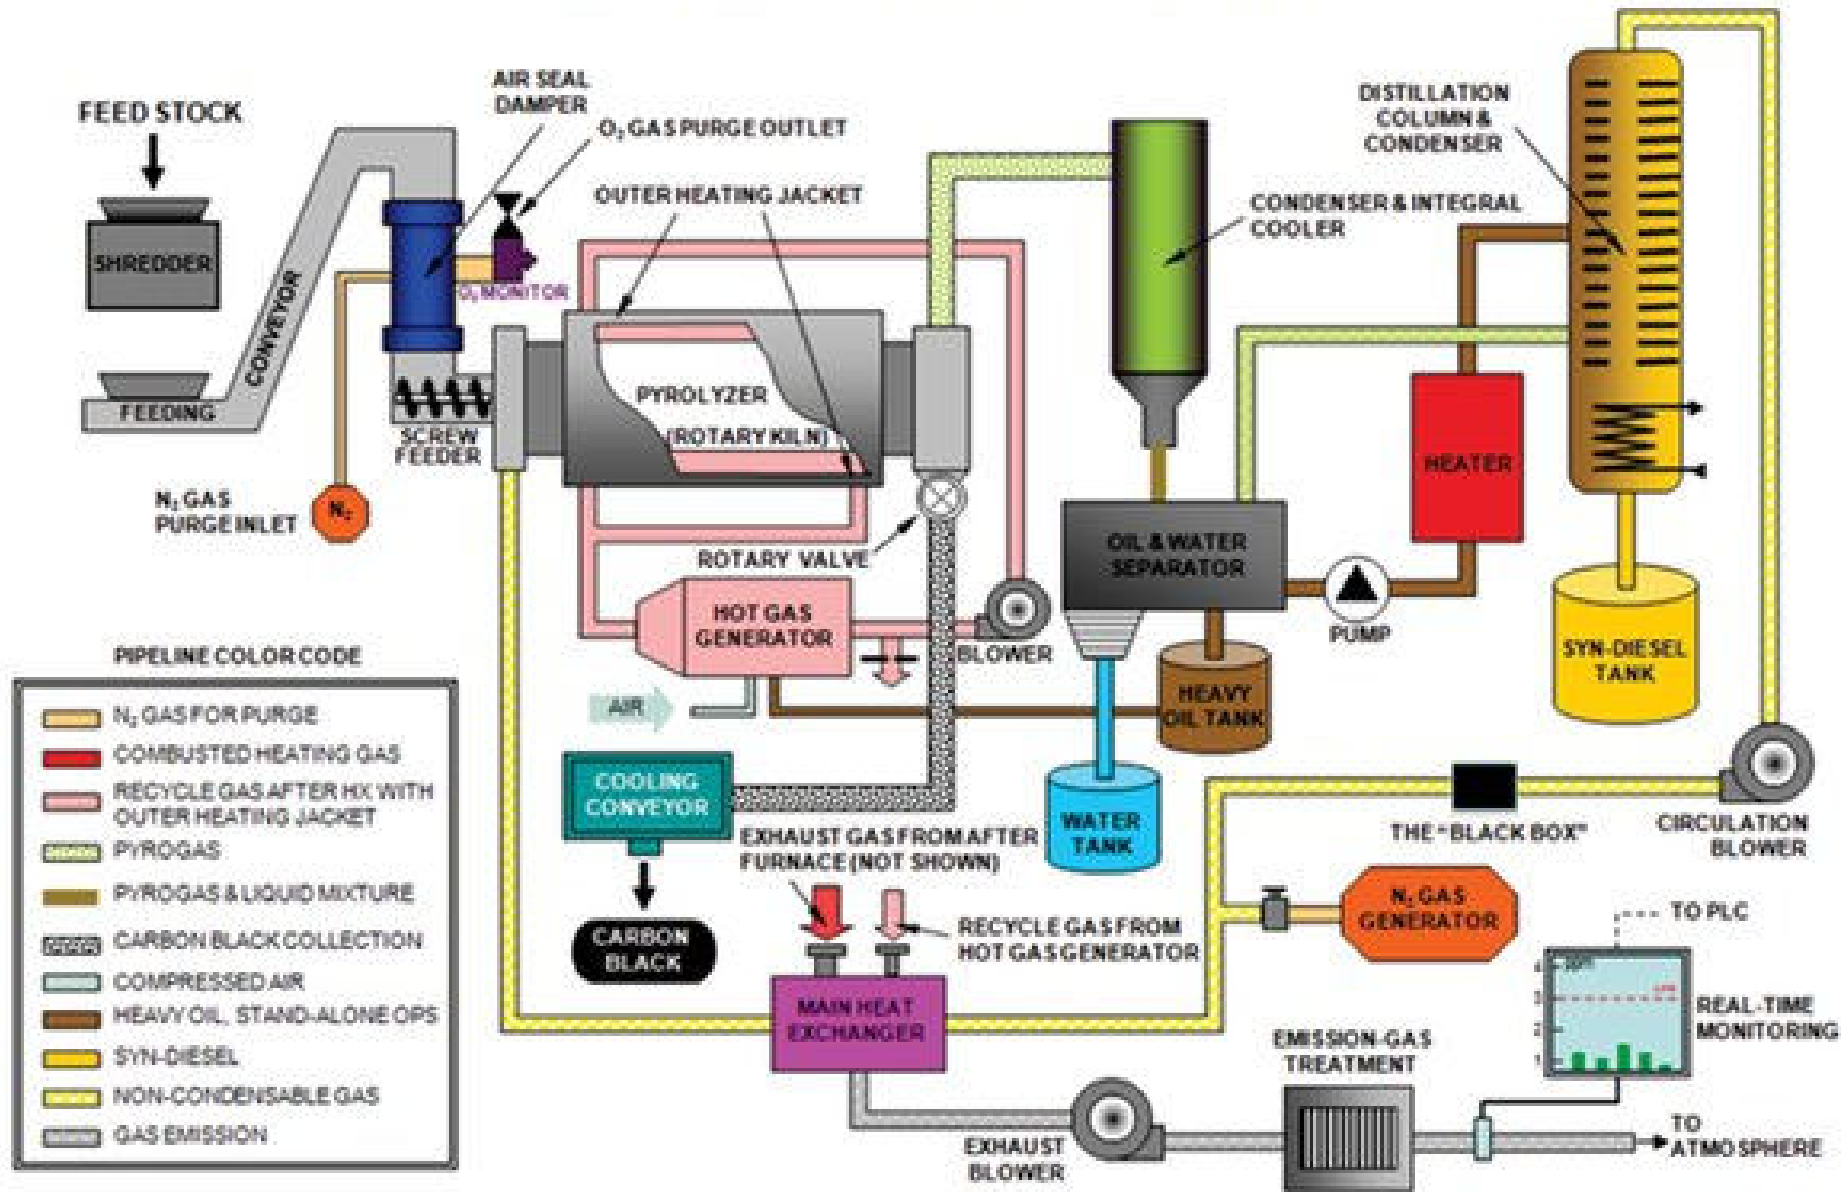 FEED STOCK
SHREDDER
FEEDING
CONVEYOR
AIR SEAL
DAMPER
O₂ GAS PURGE OUTLET
O₂ MONITOR
OUTER HEATING JACKET
SCREW
FEEDER
N₂ GAS
PURGE INLET
N₂
PYROLYZER
(ROTARY KILN)
ROTARY VALVE
HOT GAS
GENERATOR
BLOWER
AIR
COOLING
CONVEYOR
CARBON
BLACK
CONDENSER & INTEGRAL
COOLER
DISTILLATION
COLUMN &
CONDENSER
OIL & WATER
SEPARATOR
PUMP
HEATER
HEAVY
OIL TANK
WATER
TANK
SYN-DIESEL
TANK
CIRCULATION
BLOWER
THE "BLACK BOX"
N₂ GAS
GENERATOR
EXHAUST GAS FROM AFTER
FURNACE (NOT SHOWN)
RECYCLE GAS FROM
HOT GAS GENERATOR
MAIN HEAT
EXCHANGER
EXHAUST
BLOWER
EMISSION-GAS
TREATMENT
TO PLC
REAL-TIME
MONITORING
TO
ATMOSPHERE
PIPELINE COLOR CODE
N₂ GAS FOR PURGE
COMBUSTED HEATING GAS
RECYCLE GAS AFTER HX WITH
OUTER HEATING JACKET
PYROGAS
PYROGAS & LIQUID MIXTURE
CARBON BLACK COLLECTION
COMPRESSED AIR
HEAVY OIL, STAND-ALONE OPS
SYN-DIESEL
NON-CONDENSABLE GAS
GAS EMISSION